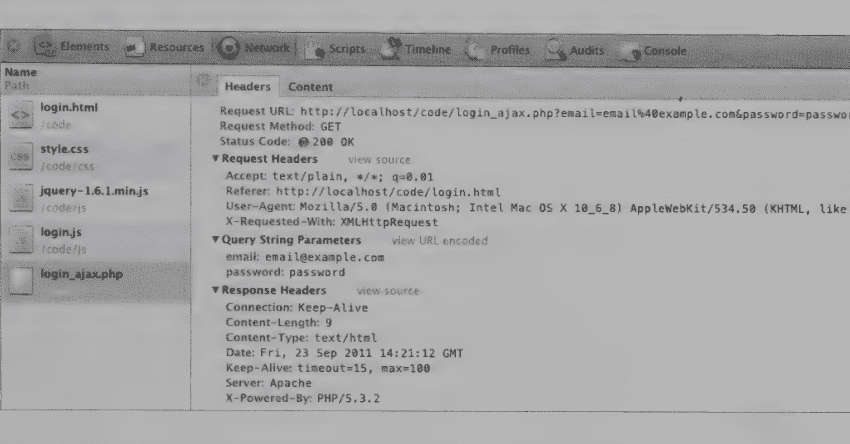 Elements Resources Network Scripts Timeline Profiles Audits Console
Name
Path
login.html
/code
style.css
/code/css
jquery-1.6.1.min.js
/code/js
login.js
/code/js
login_ajax.php
Headers Content
Request URL: http://localhost/code/login_ajax.php?email=email%40example.com&password=passwo
Request Method: GET
Status Code: 200 OK
▼Request Headers view source
Accept: text/plain, */*; q=0.01
Referer: http://localhost/code/login.html
User-Agent: Mozilla/5.0 (Macintosh; Intel Mac OS X 10_6_8) AppleWebKit/534.50 (KHTML, like
X-Requested-With: XMLHttpRequest
▼Query String Parameters view URL encoded
email: email@example.com
password: password
▼Response Headers view source
Connection: Keep-Alive
Content-Length: 9
Content-Type: text/html
Date: Fri, 23 Sep 2011 14:21:12 GMT
Keep-Alive: timeout=15, max=100
Server: Apache
X-Powered-By: PHP/5.3.2